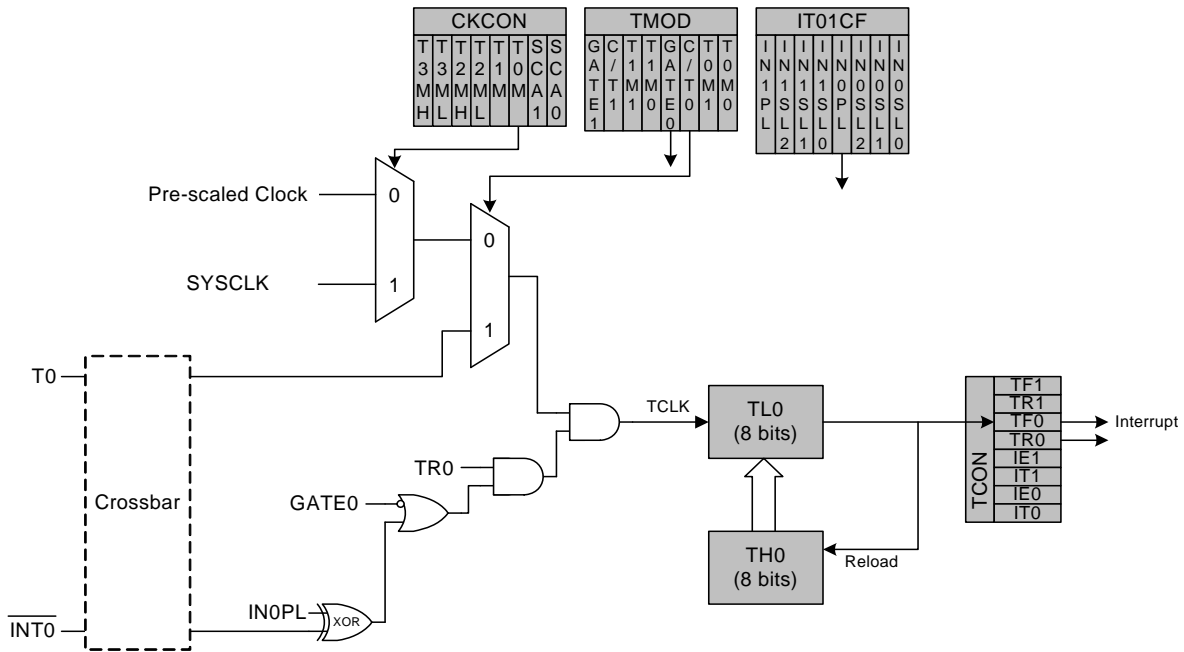 CKCON
T3MH T3ML T2MH T2ML T1M T0M SCA1 SCA0
TMOD
GATE1 C/T1 T1M1 T1M0 GATE0 C/T0 T0M1 T0M0
IT01CF
IN1PL IN1SL2 IN1SL1 IN1SL0 IN0PL IN0SL2 IN0SL1 IN0SL0
Pre-scaled Clock
0
SYSCLK
1
0
1
T0
Crossbar
INT0
TR0
GATE0
IN0PL
XOR
TCLK
TL0
(8 bits)
TH0
(8 bits)
Reload
TCON
TF1
TR1
TF0
TR0
IE1
IT1
IE0
IT0
Interrupt